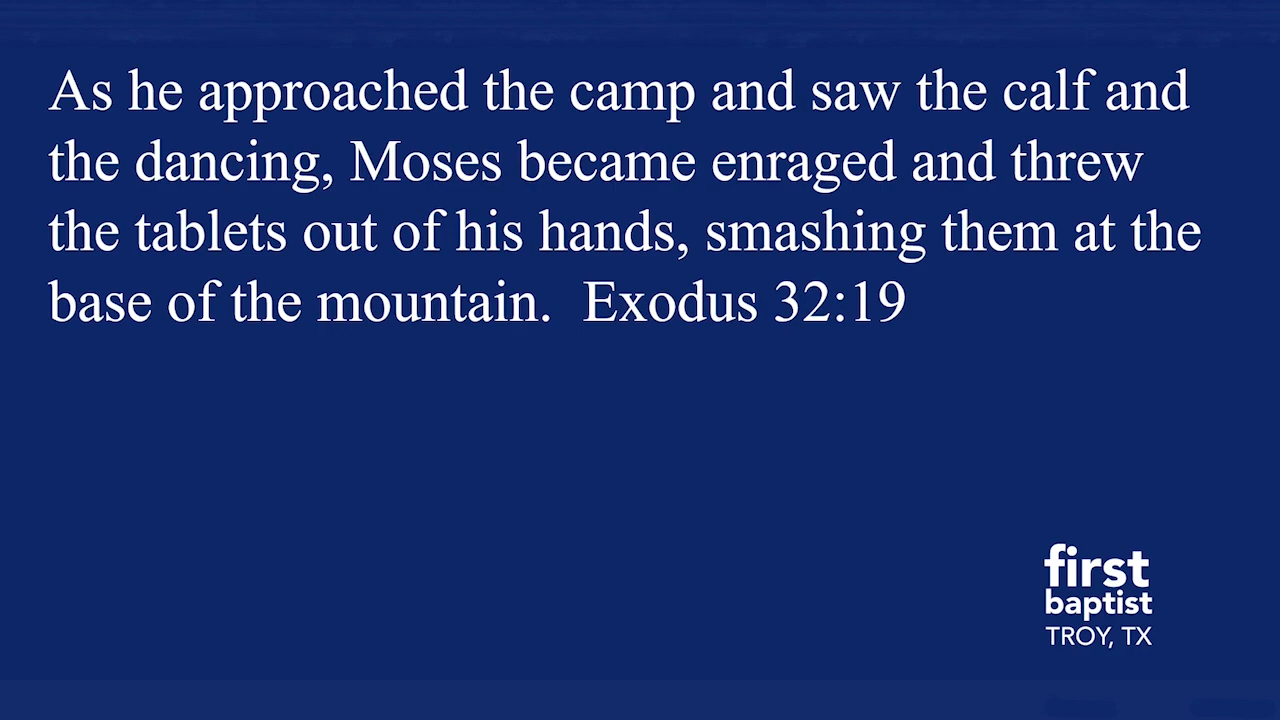 As he approached the camp and saw the calf and
the dancing, Moses became enraged and threw
the tablets out of his hands, smashing them at the
base of the mountain.  Exodus 32:19
first
baptist
TROY, TX